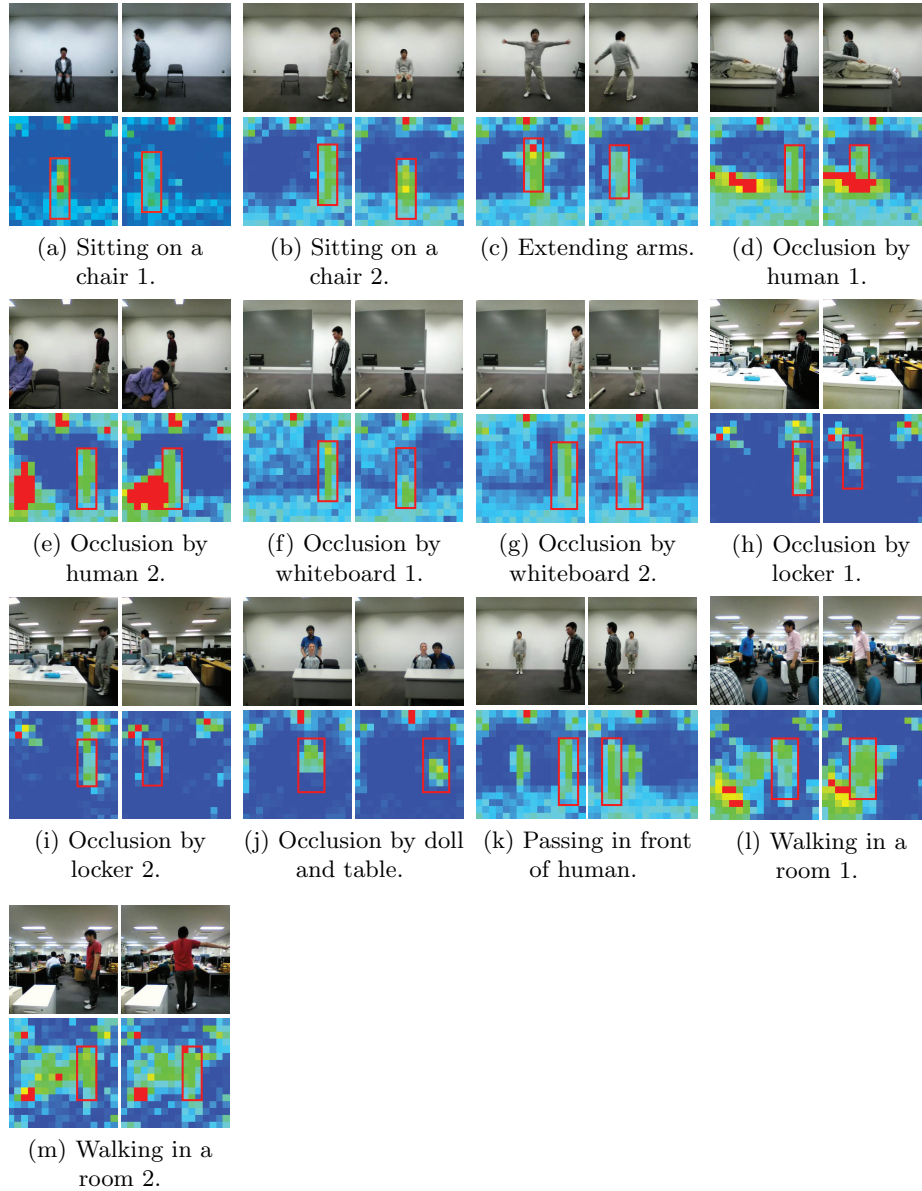 (a) Sitting on a
chair 1.
(b) Sitting on a
chair 2.
(c) Extending arms.
(d) Occlusion by
human 1.
(e) Occlusion by
human 2.
(f) Occlusion by
whiteboard 1.
(g) Occlusion by
whiteboard 2.
(h) Occlusion by
locker 1.
(i) Occlusion by
locker 2.
(j) Occlusion by doll
and table.
(k) Passing in front
of human.
(l) Walking in a
room 1.
(m) Walking in a
room 2.